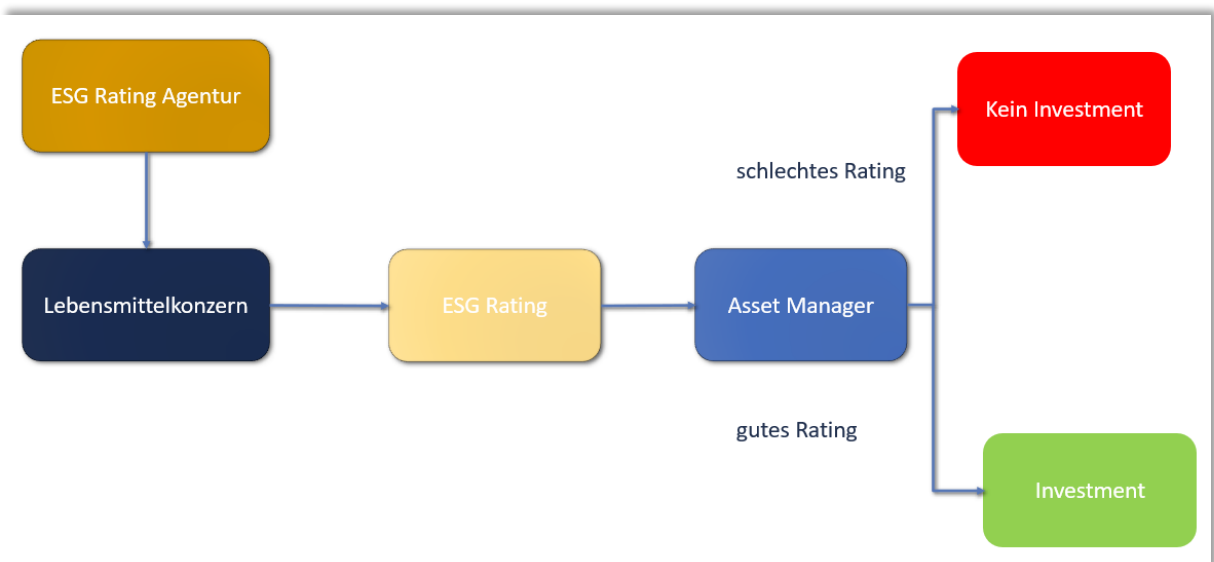 ESG Rating Agentur
Kein Investment
schlechtes Rating
Lebensmittelkonzern
ESG Rating
Asset Manager
gutes Rating
Investment